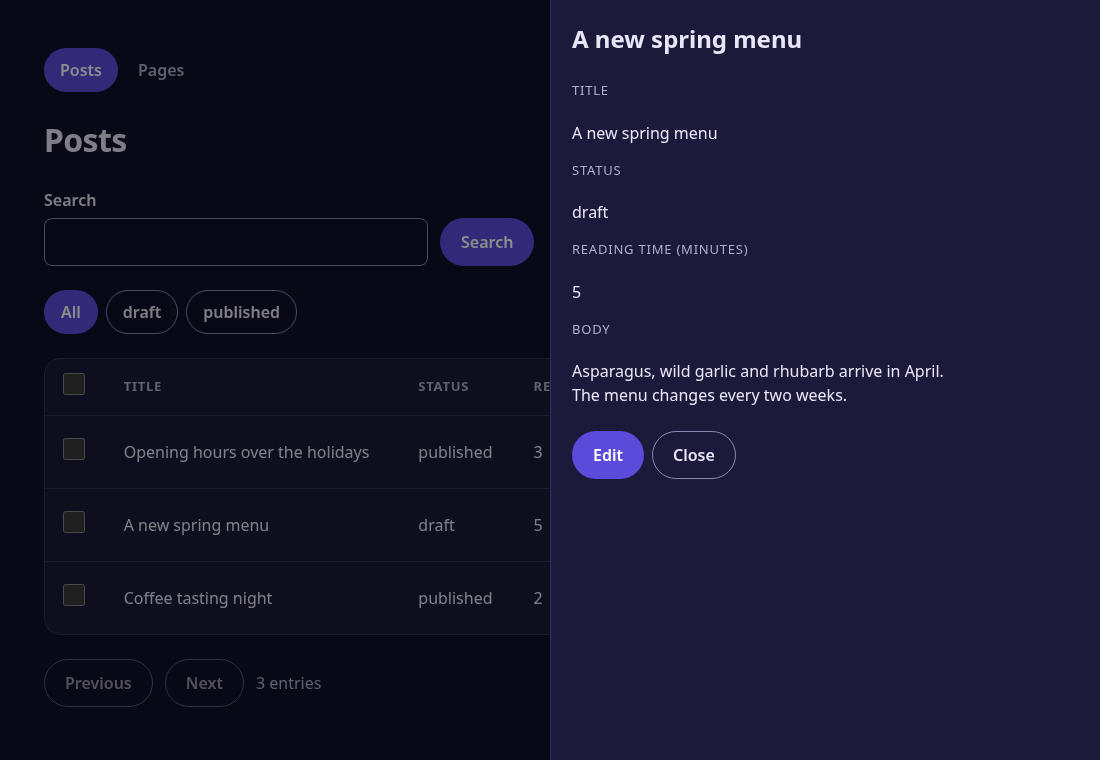 Posts
Pages
Posts
Search
Search
All
draft
published
TITLE
STATUS
Opening hours over the holidays
published
3
A new spring menu
draft
5
Coffee tasting night
published
2
Previous
Next
3 entries
A new spring menu
TITLE
A new spring menu
STATUS
draft
READING TIME (MINUTES)
5
BODY
Asparagus, wild garlic and rhubarb arrive in April.
The menu changes every two weeks.
Edit
Close